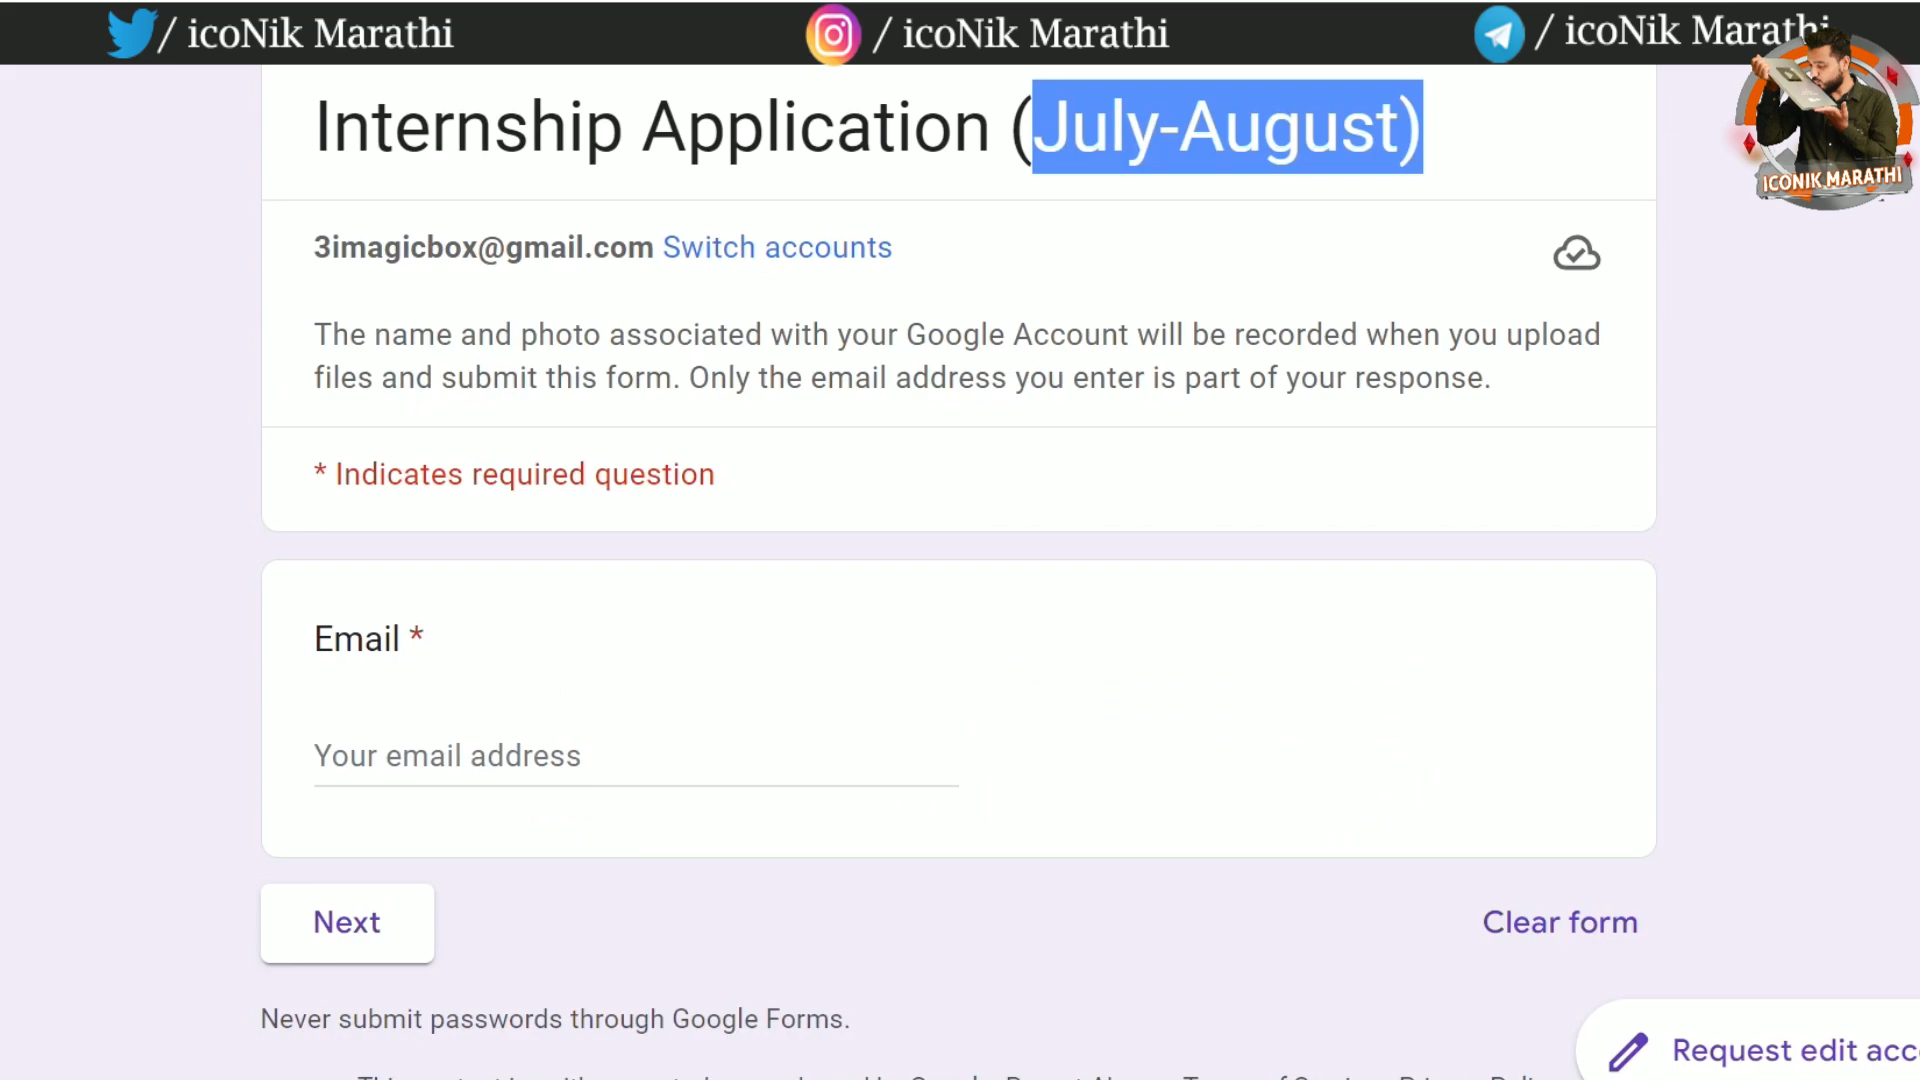 / icoNik Marathi
/ icoNik Marathi
/ icoNik Marathi
ICONIK MARATHI
Internship Application (July-August)
3imagicbox@gmail.com Switch accounts
The name and photo associated with your Google Account will be recorded when you upload
files and submit this form. Only the email address you enter is part of your response.
* Indicates required question
Email *
Your email address
Next
Clear form
Never submit passwords through Google Forms.
Request edit acc